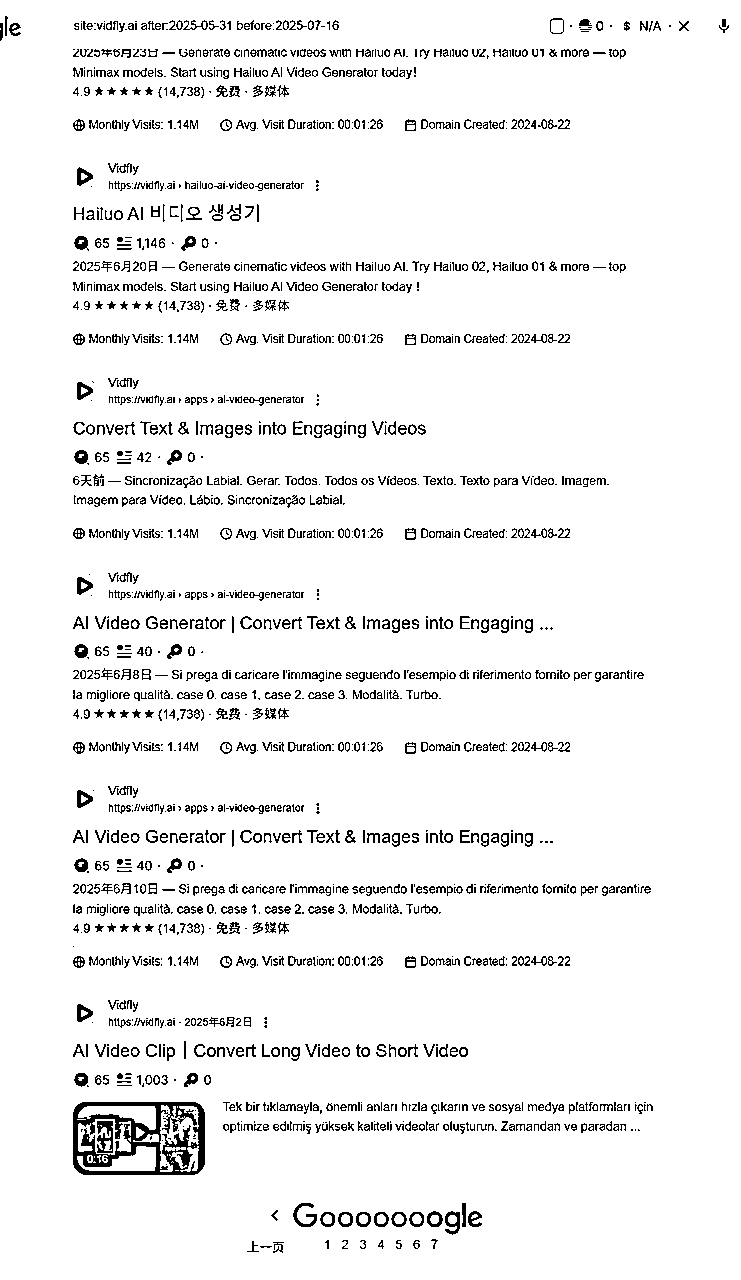 gle
site:vidfly.ai after:2025-05-31 before:2025-07-16
0 · $ N/A ·
2025年6月23日 — Generate cinematic videos with Hailuo AI. Try Hailuo 02, Hailuo 01 & more — top
Minimax models. Start using Hailuo AI Video Generator today!
4.9 ★★★★★ (14,738) · 免费 · 多媒体
Monthly Visits: 1.14M Avg. Visit Duration: 00:01:26 Domain Created: 2024-08-22
Vidfly
https://vidfly.ai › hailuo-ai-video-generator
Hailuo AI 비디오 생성기
65 1,146 · 0 ·
2025年6月20日 — Generate cinematic videos with Hailuo AI. Try Hailuo 02, Hailuo 01 & more — top
Minimax models. Start using Hailuo AI Video Generator today !
4.9 ★★★★★ (14,738) · 免费 · 多媒体
Monthly Visits: 1.14M Avg. Visit Duration: 00:01:26 Domain Created: 2024-08-22
Vidfly
https://vidfly.ai › apps › ai-video-generator
Convert Text & Images into Engaging Videos
65 42 · 0 ·
6天前 — Sincronização Labial. Gerar. Todos. Todos os Vídeos. Texto. Texto para Vídeo. Imagem.
Imagem para Vídeo. Lábio. Sincronização Labial.
Monthly Visits: 1.14M Avg. Visit Duration: 00:01:26 Domain Created: 2024-08-22
Vidfly
https://vidfly.ai › apps › ai-video-generator
AI Video Generator | Convert Text & Images into Engaging ...
65 40 · 0 ·
2025年6月8日 — Si prega di caricare l'immagine seguendo l'esempio di riferimento fornito per garantire
la migliore qualità. case 0. case 1. case 2. case 3. Modalità. Turbo.
4.9 ★★★★★ (14,738) · 免费 · 多媒体
Monthly Visits: 1.14M Avg. Visit Duration: 00:01:26 Domain Created: 2024-08-22
Vidfly
https://vidfly.ai › apps › ai-video-generator
AI Video Generator | Convert Text & Images into Engaging ...
65 40 · 0 ·
2025年6月10日 — Si prega di caricare l'immagine seguendo l'esempio di riferimento fornito per garantire
la migliore qualità. case 0. case 1. case 2. case 3. Modalità. Turbo.
4.9 ★★★★★ (14,738) · 免费 · 多媒体
Monthly Visits: 1.14M Avg. Visit Duration: 00:01:26 Domain Created: 2024-08-22
Vidfly
https://vidfly.ai · 2025年6月2日
AI Video Clip | Convert Long Video to Short Video
65 1,003 · 0
Tek bir tıklamayla, önemli anları hızla çıkarın ve sosyal medya platformları için
optimize edilmiş yüksek kaliteli videolar oluşturun. Zamandan ve paradan ...
0:16
Gooooooogle
上一页 1 2 3 4 5 6 7